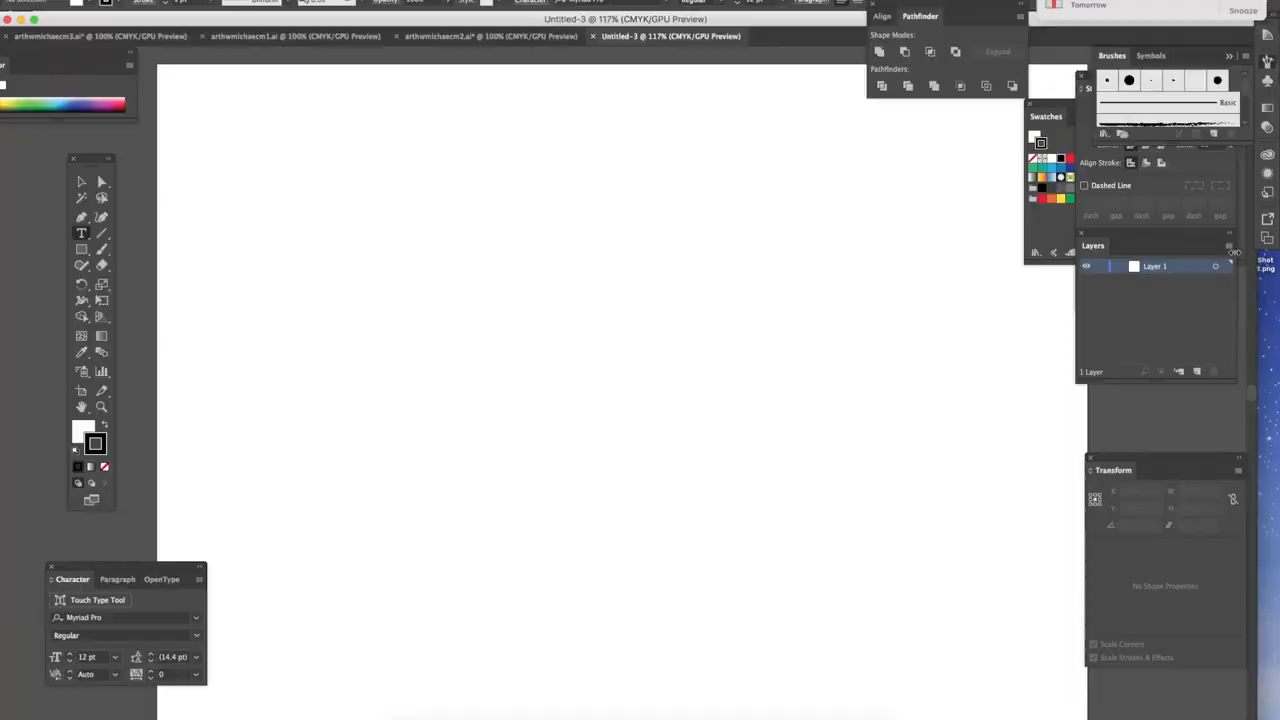 Tomorrow
Snooze
Untitled-3 @ 117% (CMYK/GPU Preview)
Align
Pathfinder
arthwmichaecm3.ai* @ 100% (CMYK/GPU Preview)
arthwmichaecm1.ai @ 100% (CMYK/GPU Preview)
arthwmichaecm2.ai* @ 100% (CMYK/GPU Preview)
Untitled-3 @ 117% (CMYK/GPU Preview)
Shape Modes:
Expand
Pathfinders:
Brushes
Symbols
Basic
Swatches
Align Stroke:
Dashed Line
dash gap dash gap dash gap
Layers
Layer 1
Shot
1 Layer
Transform
X: W:
Y: H:
No Shape Properties
Scale Corners
Scale Strokes & Effects
Character
Paragraph
OpenType
Touch Type Tool
Myriad Pro
Regular
12 pt
(14.4 pt)
Auto
0